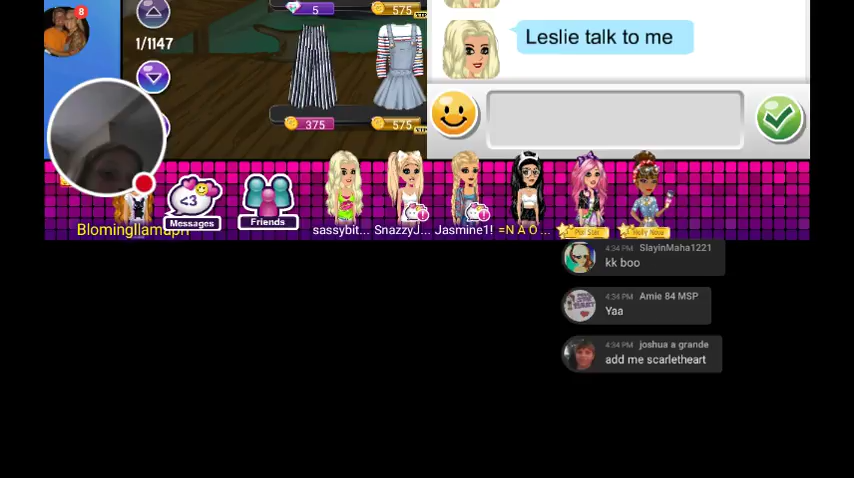 8
5
575
1/1147
Leslie talk to me
375
575
<3
Messages
Friends
Blomingllamaprr
sassybit... SnazzyJ... Jasmine1! =N A O ...
4:34 PM SlayinMaha1221
kk boo
4:34 PM Amie 84 MSP
Yaa
4:34 PM joshua a grande
add me scarletheart